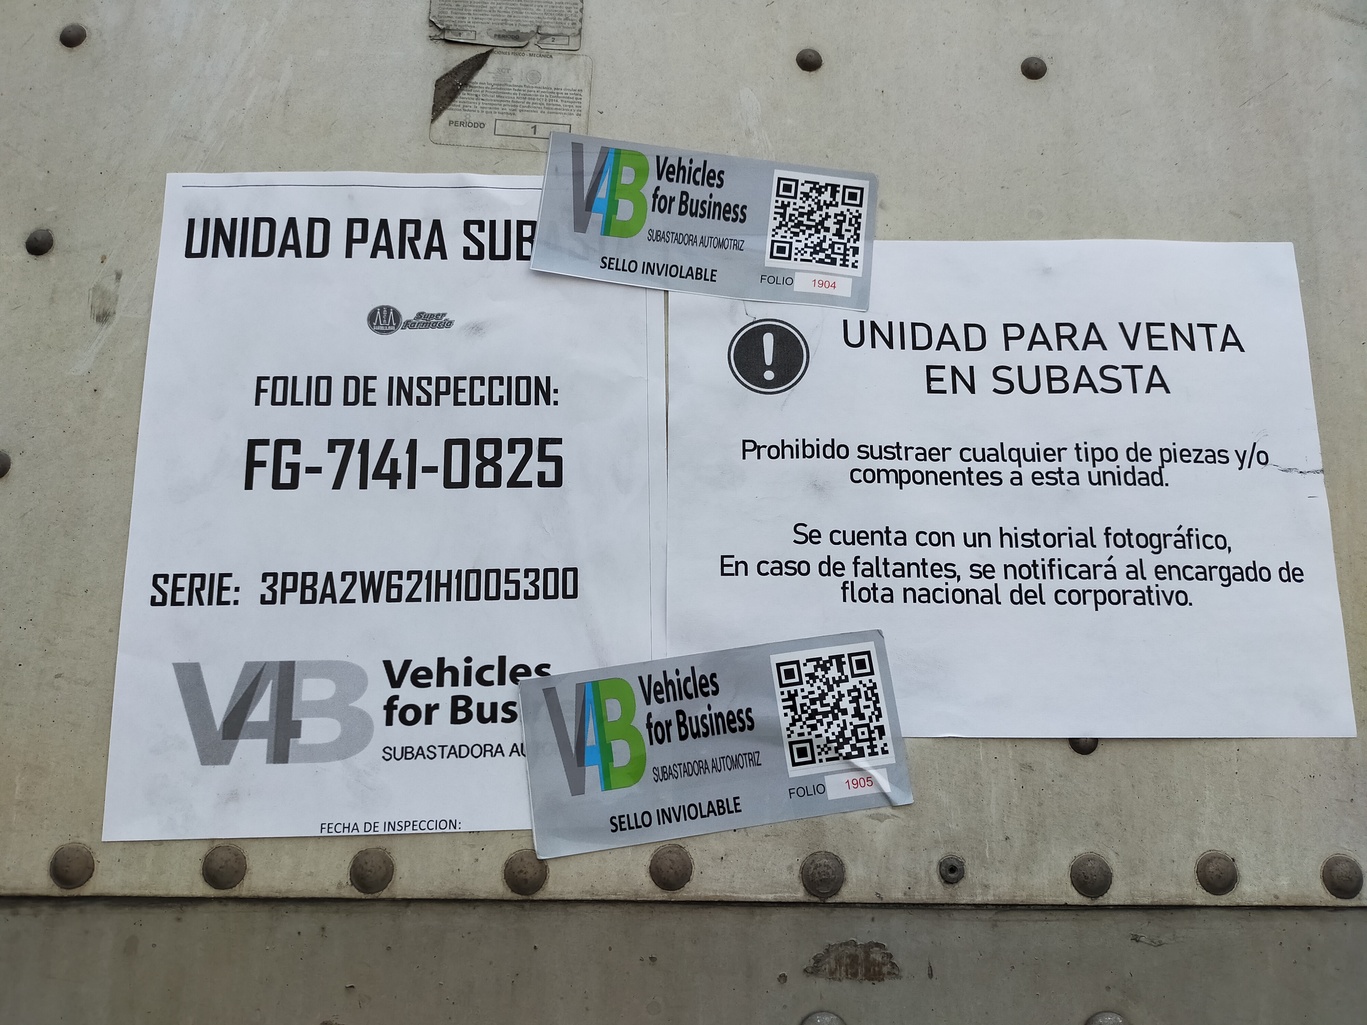 PERIODO 1
UNIDAD PARA SUB
Super
Farmacia
FOLIO DE INSPECCION:
FG-7141-0825
SERIE: 3PBA2W621H1005300
V4B
Vehicles
for Bus
SUBASTADORA AU
FECHA DE INSPECCION:
V4B
Vehicles
for Business
SUBASTADORA AUTOMOTRIZ
SELLO INVIOLABLE
FOLIO 1904
!
UNIDAD PARA VENTA
EN SUBASTA
Prohibido sustraer cualquier tipo de piezas y/o
componentes a esta unidad.
Se cuenta con un historial fotográfico,
En caso de faltantes, se notificará al encargado de
flota nacional del corporativo.
V4B
Vehicles
for Business
SUBASTADORA AUTOMOTRIZ
SELLO INVIOLABLE
FOLIO 1905